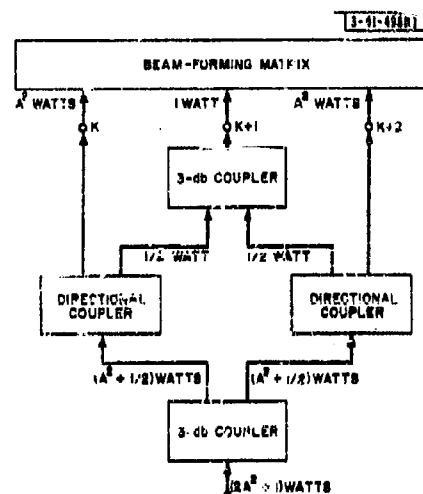 3-41-498(1)
BEAM-FORMING MATRIX
A² WATTS
1 WATT
A² WATTS
K
K+1
K+2
3-db COUPLER
1/2 WATT
1/2 WATT
DIRECTIONAL COUPLER
DIRECTIONAL COUPLER
(A² + 1/2) WATTS
(A² + 1/2) WATTS
3-db COUPLER
(2A² + 1) WATTS